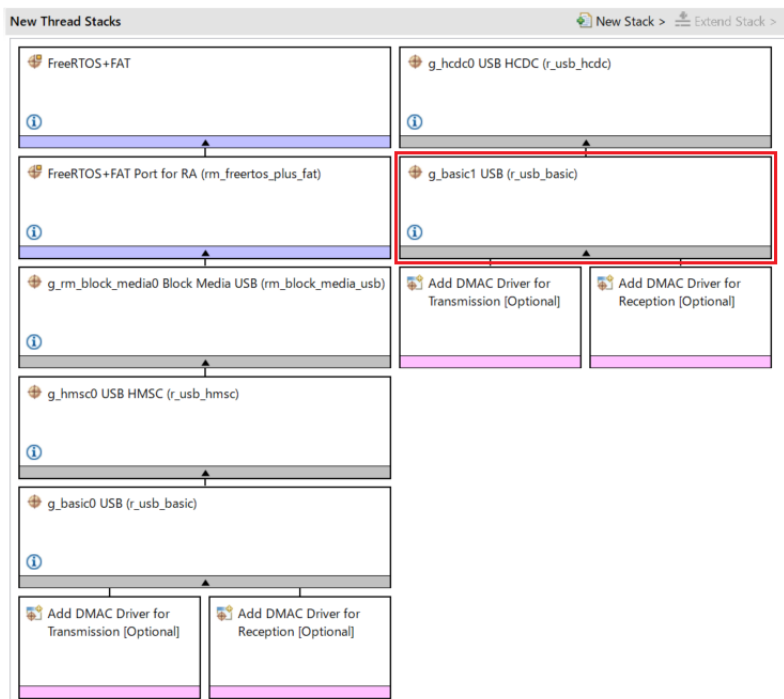 New Thread Stacks
New Stack >
Extend Stack >
FreeRTOS+FAT
FreeRTOS+FAT Port for RA (rm_freertos_plus_fat)
g_rm_block_media0 Block Media USB (rm_block_media_usb)
g_hmsc0 USB HMSC (r_usb_hmsc)
g_basic0 USB (r_usb_basic)
Add DMAC Driver for
Transmission [Optional]
Add DMAC Driver for
Reception [Optional]
g_hcdc0 USB HCDC (r_usb_hcdc)
g_basic1 USB (r_usb_basic)
Add DMAC Driver for
Transmission [Optional]
Add DMAC Driver for
Reception [Optional]